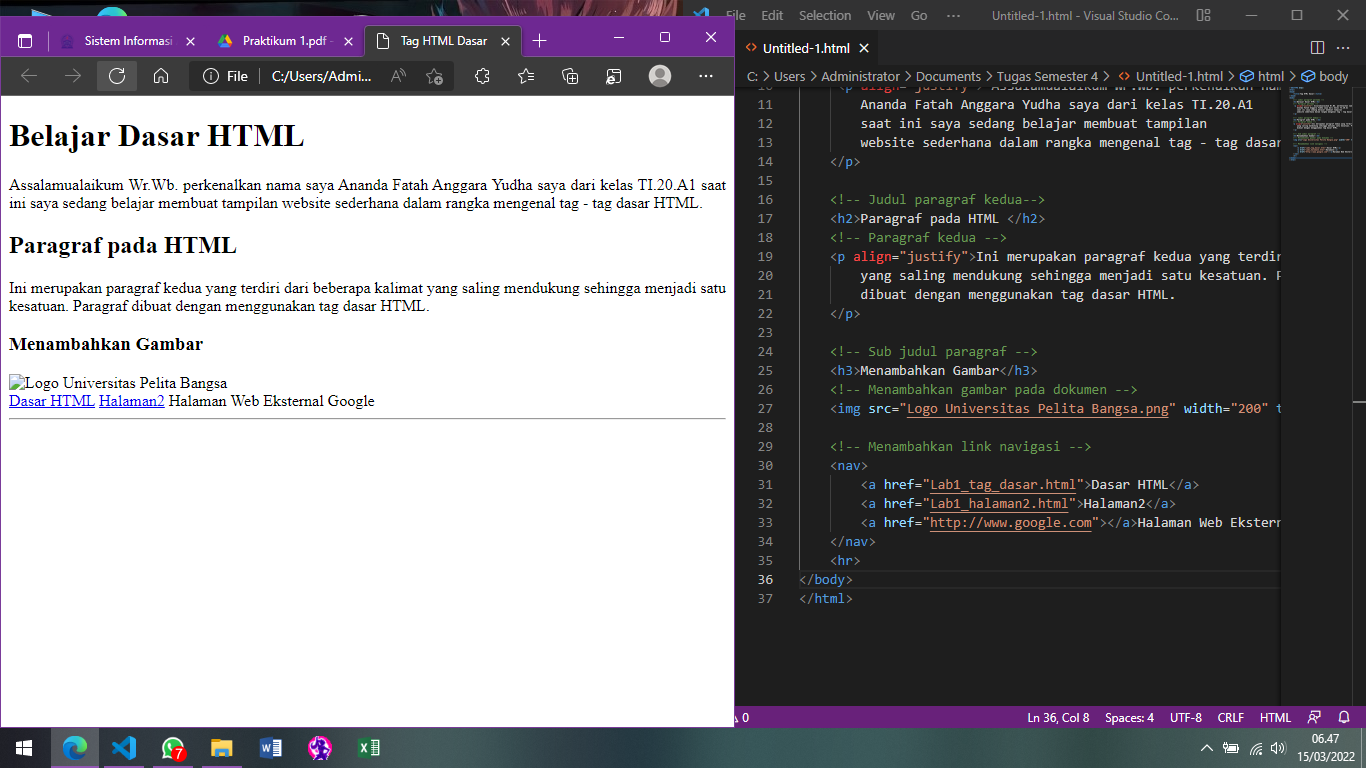 File Edit Selection View Go ··· Untitled-1.html - Visual Studio Co...
Sistem Informasi
Praktikum 1.pdf -
Tag HTML Dasar
Untitled-1.html
File C:/Users/Admi...
C: > Users > Administrator > Documents > Tugas Semester 4 > Untitled-1.html > html > body
Belajar Dasar HTML
Assalamualaikum Wr.Wb. perkenalkan nama saya Ananda Fatah Anggara Yudha saya dari kelas TI.20.A1 saat
ini saya sedang belajar membuat tampilan website sederhana dalam rangka mengenal tag - tag dasar HTML.
Paragraf pada HTML
Ini merupakan paragraf kedua yang terdiri dari beberapa kalimat yang saling mendukung sehingga menjadi satu
kesatuan. Paragraf dibuat dengan menggunakan tag dasar HTML.
Menambahkan Gambar
Logo Universitas Pelita Bangsa
Dasar HTML Halaman2 Halaman Web Eksternal Google
10 <p align="justify">Assalamualaikum Wr.Wb. perkenalkan nam
11 Ananda Fatah Anggara Yudha saya dari kelas TI.20.A1
12 saat ini saya sedang belajar membuat tampilan
13 website sederhana dalam rangka mengenal tag - tag dasar
14 </p>
15
16 <!-- Judul paragraf kedua-->
17 <h2>Paragraf pada HTML </h2>
18 <!-- Paragraf kedua -->
19 <p align="justify">Ini merupakan paragraf kedua yang terdir
20 yang saling mendukung sehingga menjadi satu kesatuan. P
21 dibuat dengan menggunakan tag dasar HTML.
22 </p>
23
24 <!-- Sub judul paragraf -->
25 <h3>Menambahkan Gambar</h3>
26 <!-- Menambahkan gambar pada dokumen -->
27 <img src="Logo Universitas Pelita Bangsa.png" width="200" t
28
29 <!-- Menambahkan link navigasi -->
30 <nav>
31 <a href="Lab1_tag_dasar.html">Dasar HTML</a>
32 <a href="Lab1_halaman2.html">Halaman2</a>
33 <a href="http://www.google.com"></a>Halaman Web Ekstern
34 </nav>
35 <hr>
36 </body>
37 </html>
0 Ln 36, Col 8 Spaces: 4 UTF-8 CRLF HTML
7
06.47
15/03/2022